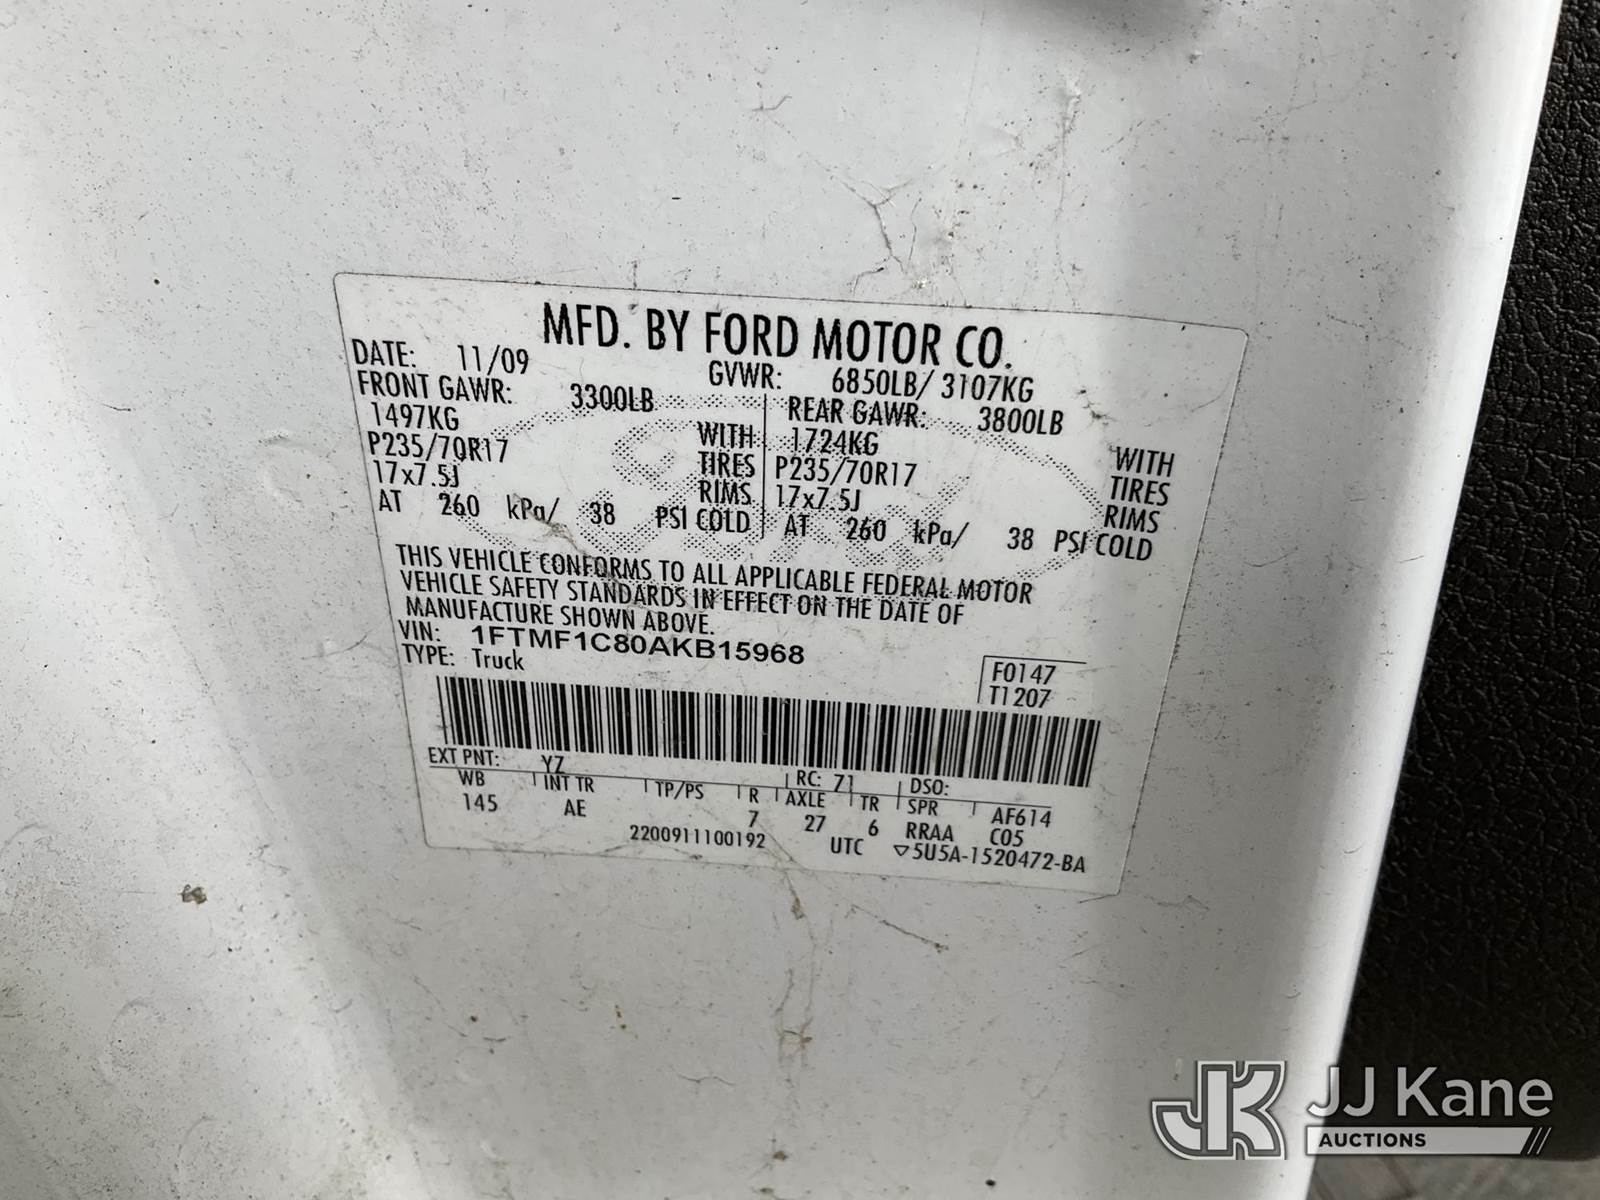 MFD. BY FORD MOTOR CO.
DATE: 11/09 GVWR: 6850LB/ 3107KG
FRONT GAWR: 3300LB REAR GAWR: 3800LB
1497KG WITH 1724KG WITH
P235/70R17 TIRES P235/70R17 TIRES
17x7.5J RIMS 17x7.5J RIMS
AT 260 kPa/ 38 PSI COLD AT 260 kPa/ 38 PSI COLD
THIS VEHICLE CONFORMS TO ALL APPLICABLE FEDERAL MOTOR
VEHICLE SAFETY STANDARDS IN EFFECT ON THE DATE OF
MANUFACTURE SHOWN ABOVE.
VIN: 1FTMF1C80AKB15968
TYPE: Truck
F0147
T1207
EXT PNT: YZ RC: 71 DSO:
WB INT TR TP/PS R AXLE TR SPR AF614
145 AE 7 27 6 RRAA C05
2200911100192 UTC ▽5U5A-1520472-BA
JK JJ Kane
AUCTIONS